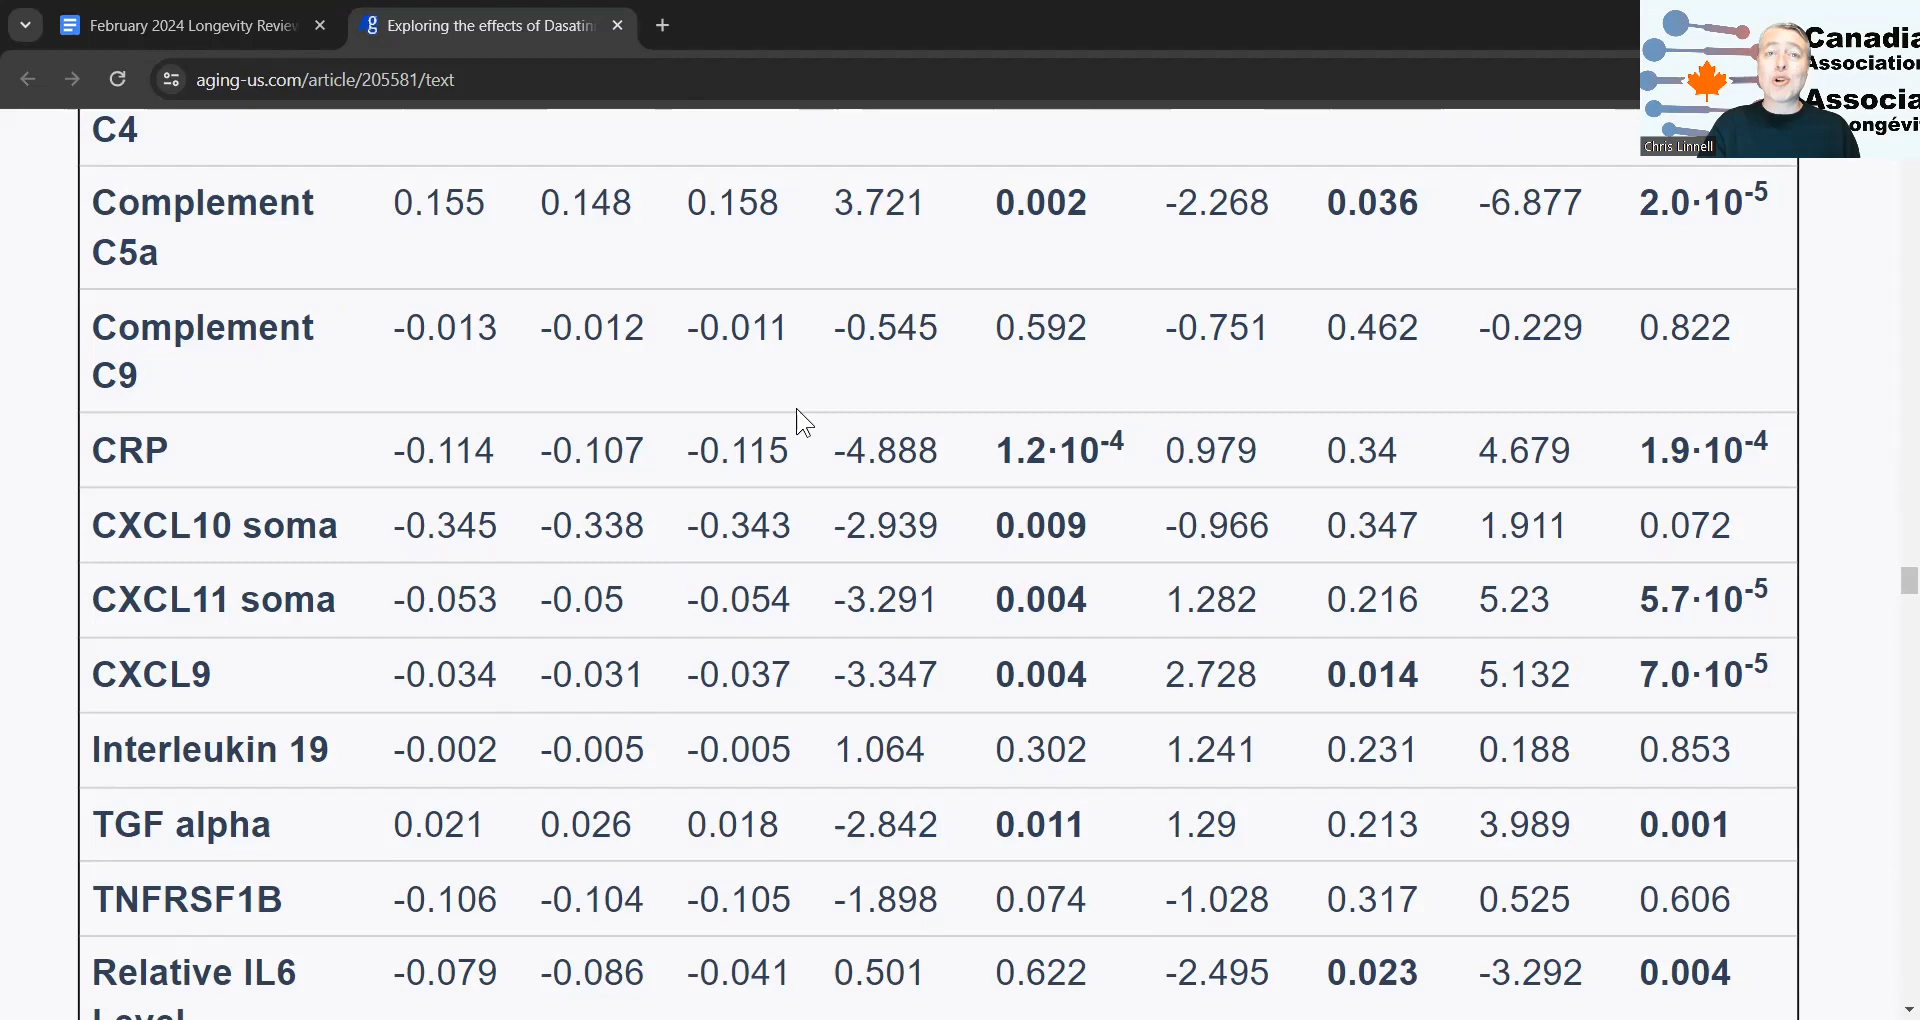 February 2024 Longevity Review
Exploring the effects of Dasatin
aging-us.com/article/205581/text
Canadia
Association
Associa
ongévi
Chris Linnell
C4
Complement C5a 0.155 0.148 0.158 3.721 0.002 -2.268 0.036 -6.877 2.0·10-5
Complement C9 -0.013 -0.012 -0.011 -0.545 0.592 -0.751 0.462 -0.229 0.822
CRP -0.114 -0.107 -0.115 -4.888 1.2·10-4 0.979 0.34 4.679 1.9·10-4
CXCL10 soma -0.345 -0.338 -0.343 -2.939 0.009 -0.966 0.347 1.911 0.072
CXCL11 soma -0.053 -0.05 -0.054 -3.291 0.004 1.282 0.216 5.23 5.7·10-5
CXCL9 -0.034 -0.031 -0.037 -3.347 0.004 2.728 0.014 5.132 7.0·10-5
Interleukin 19 -0.002 -0.005 -0.005 1.064 0.302 1.241 0.231 0.188 0.853
TGF alpha 0.021 0.026 0.018 -2.842 0.011 1.29 0.213 3.989 0.001
TNFRSF1B -0.106 -0.104 -0.105 -1.898 0.074 -1.028 0.317 0.525 0.606
Relative IL6 Level -0.079 -0.086 -0.041 0.501 0.622 -2.495 0.023 -3.292 0.004